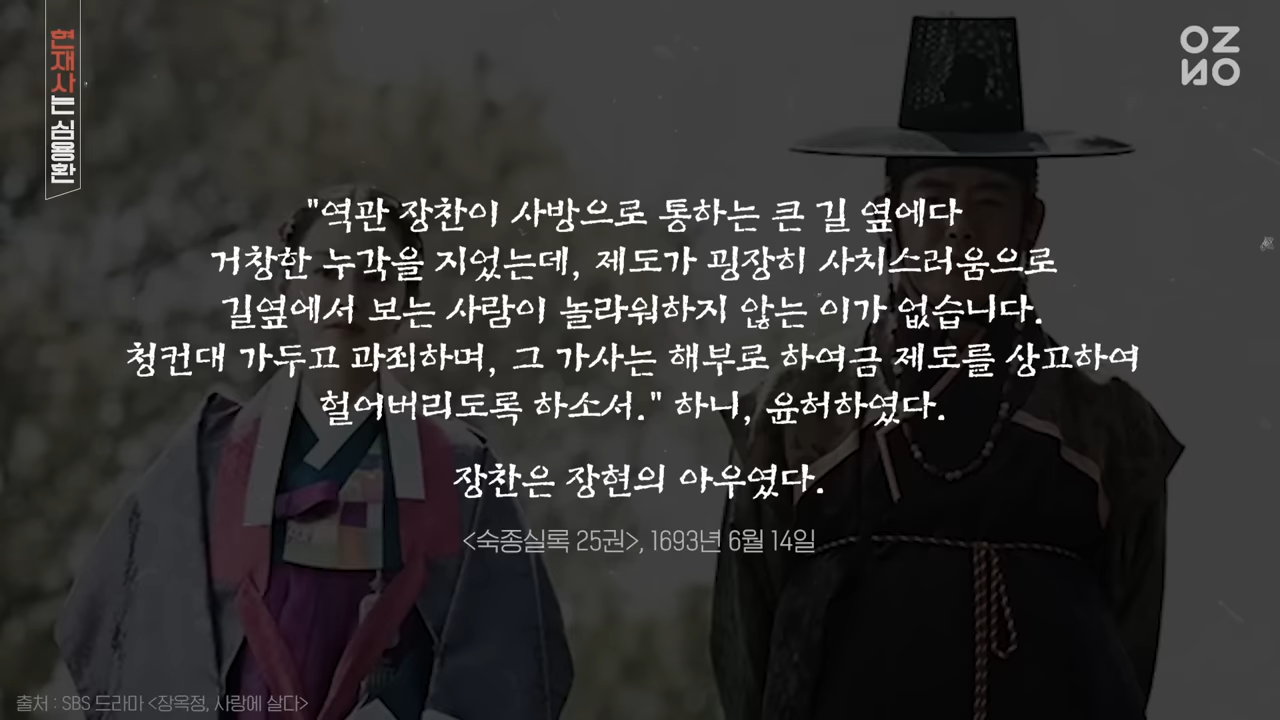 현재사는 심용환
OZ
NO
"역관 장찬이 사방으로 통하는 큰 길 옆에다
거창한 누각을 지었는데, 제도가 굉장히 사치스러움으로
길옆에서 보는 사람이 놀라워하지 않는 이가 없습니다.
청컨대 가두고 과죄하며, 그 가사는 해부로 하여금 제도를 상고하여
헐어버리도록 하소서." 하니, 윤허하였다.
장찬은 장현의 아우였다.
<숙종실록 25권>, 1693년 6월 14일
출처 : SBS 드라마 <장옥정, 사랑에 살다>